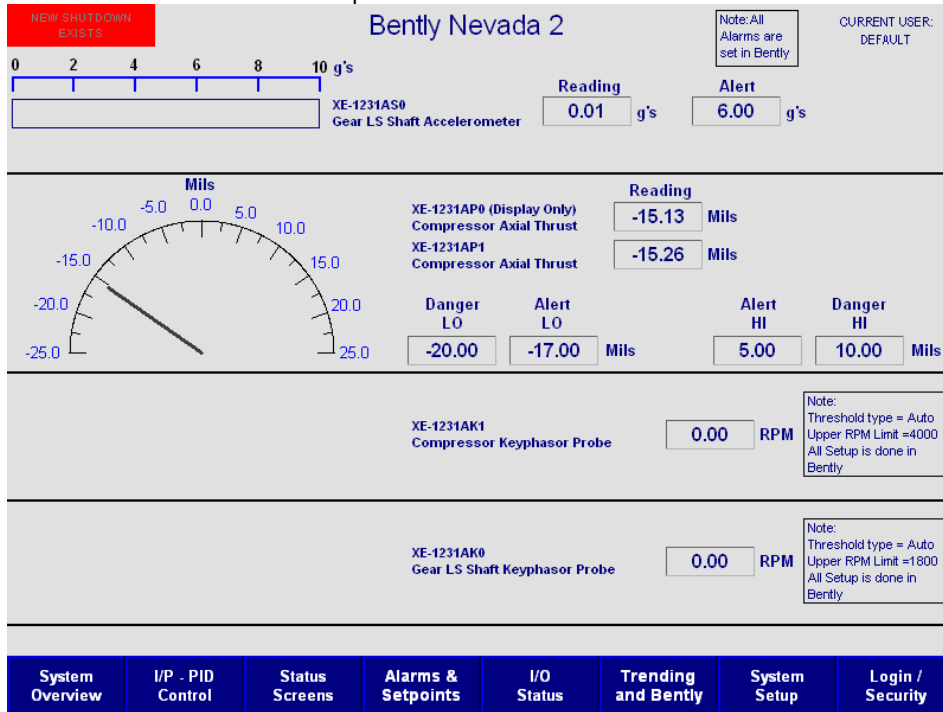 NEW SHUTDOWN
EXISTS
Bently Nevada 2
Note:All
Alarms are
set in Bently
CURRENT USER:
DEFAULT
0 2 4 6 8 10 g's
XE-1231AS0
Gear LS Shaft Accelerometer
Reading
0.01 g's
Alert
6.00 g's
Mils
-25.0 -20.0 -15.0 -10.0 -5.0 0.0 5.0 10.0 15.0 20.0 25.0
Reading
XE-1231AP0 (Display Only)
Compressor Axial Thrust
-15.13 Mils
XE-1231AP1
Compressor Axial Thrust
-15.26 Mils
Danger
LO
-20.00
Alert
LO
-17.00 Mils
Alert
HI
5.00
Danger
HI
10.00 Mils
XE-1231AK1
Compressor Keyphasor Probe
0.00 RPM
Note:
Threshold type = Auto
Upper RPM Limit =4000
All Setup is done in
Bently
XE-1231AK0
Gear LS Shaft Keyphasor Probe
0.00 RPM
Note:
Threshold type = Auto
Upper RPM Limit =1800
All Setup is done in
Bently
System
Overview
I/P - PID
Control
Status
Screens
Alarms &
Setpoints
I/O
Status
Trending
and Bently
System
Setup
Login /
Security